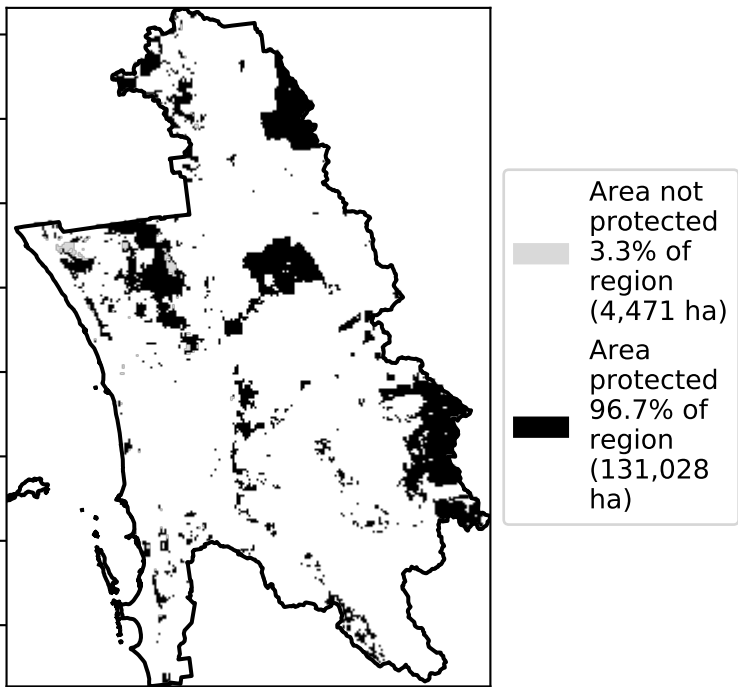 Area not
protected
3.3% of
region
(4,471 ha)
Area
protected
96.7% of
region
(131,028
ha)